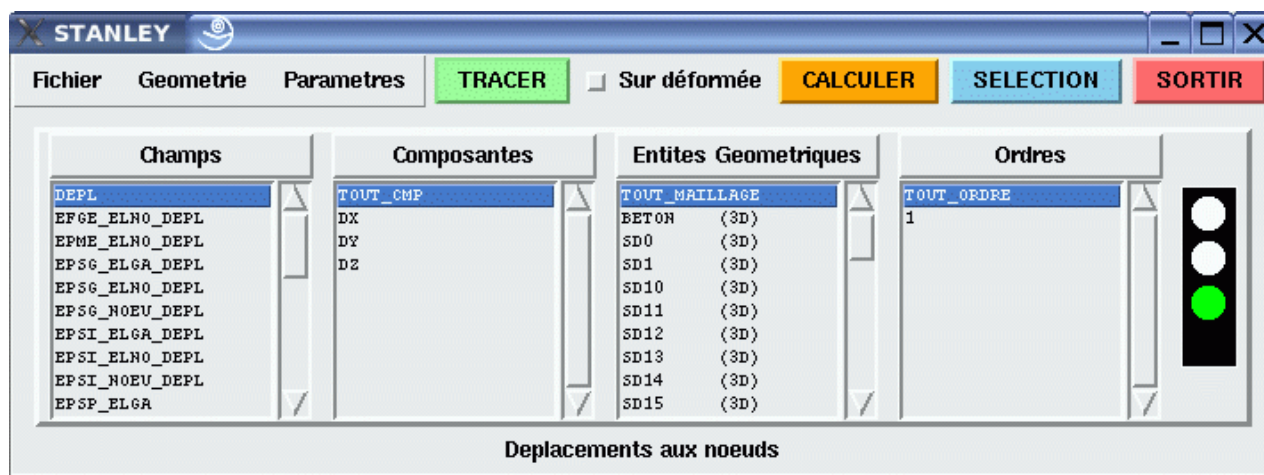 STANLEY
Fichier Geometrie Parametres TRACER Sur déformée CALCULER SELECTION SORTIR
Champs Composantes Entites Geometriques Ordres
DEPL TOUT_CMP TOUT_MAILLAGE TOUT_ORDRE
EFGE_ELNO_DEPL DX BETON (3D) 1
EPME_ELNO_DEPL DY SD0 (3D)
EPSG_ELGA_DEPL DZ SD1 (3D)
EPSG_ELNO_DEPL SD10 (3D)
EPSG_NOEU_DEPL SD11 (3D)
EPSI_ELGA_DEPL SD12 (3D)
EPSI_ELNO_DEPL SD13 (3D)
EPSI_NOEU_DEPL SD14 (3D)
EPSP_ELGA SD15 (3D)
Deplacements aux noeuds